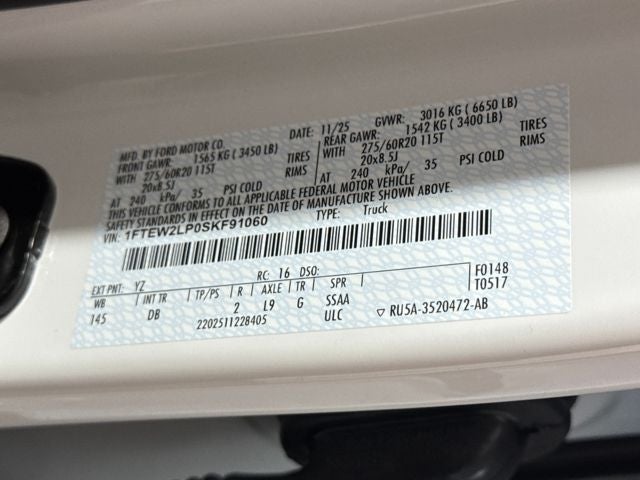 MFD. BY FORD MOTOR CO. DATE: 11/25 GVWR: 3016 KG ( 6650 LB)
FRONT GAWR: 1565 KG ( 3450 LB) REAR GAWR: 1542 KG ( 3400 LB)
WITH 275/60R20 115T TIRES WITH 275/60R20 115T TIRES
20x8.5J RIMS 20x8.5J RIMS
AT 240 kPa/ 35 PSI COLD AT 240 kPa/ 35 PSI COLD
THIS VEHICLE CONFORMS TO ALL APPLICABLE FEDERAL MOTOR VEHICLE
SAFETY STANDARDS IN EFFECT ON THE DATE OF MANUFACTURE SHOWN ABOVE.
VIN: 1FTEW2LP0SKF91060 TYPE: Truck
EXT PNT: YZ RC: 16 DSO: F0148
WB INT TR TP/PS R AXLE TR SPR T0517
145 DB 2 L9 G SSAA
2202511228405 ULC ▽ RU5A-3520472-AB